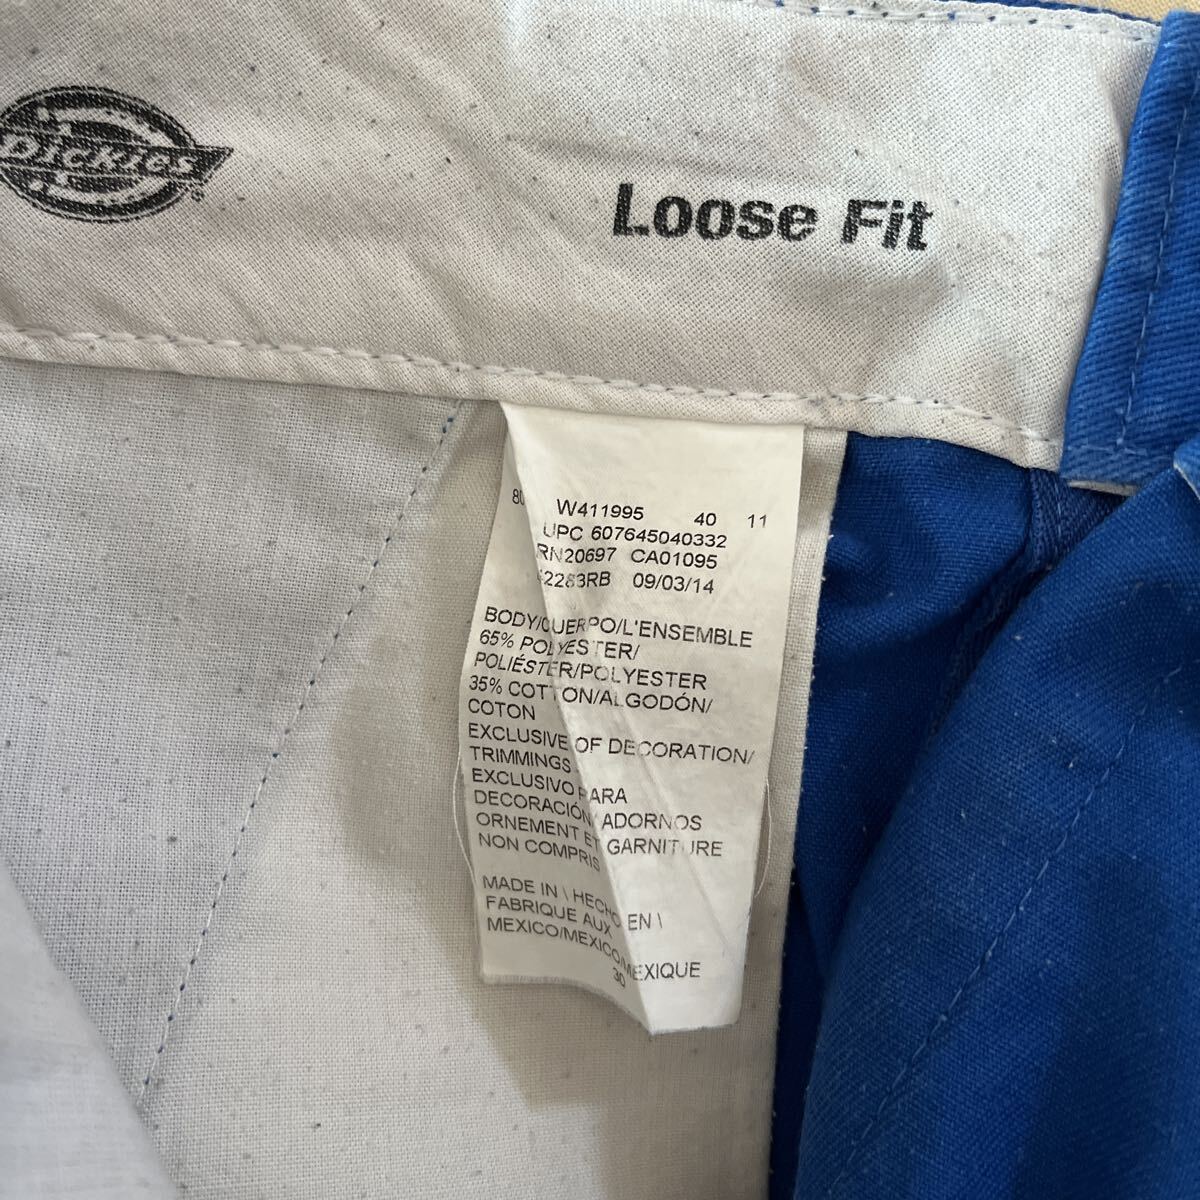 Dickies
Loose Fit
80 W411995 40 11
UPC 607645040332
RN20697 CA01095
42283RB 09/03/14
BODY/CUERPO/L'ENSEMBLE
65% POLYESTER/
POLIÉSTER/POLYESTER
35% COTTON/ALGODÓN/
COTON
EXCLUSIVE OF DECORATION/
TRIMMINGS
EXCLUSIVO PARA
DECORACIÓN/ADORNOS
ORNEMENT ET GARNITURE
NON COMPRIS
MADE IN \ HECHO EN \
FABRIQUE AUX
MEXICO/MEXICO/MEXIQUE
30